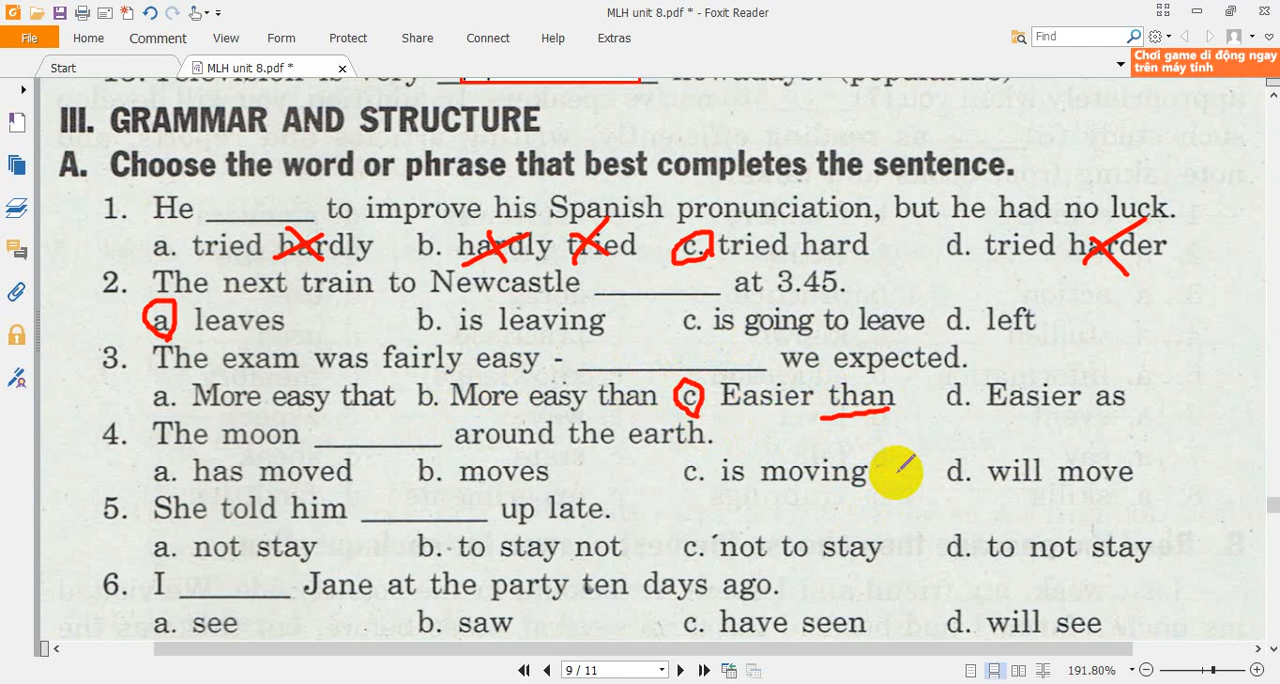 MLH unit 8.pdf * - Foxit Reader
File Home Comment View Form Protect Share Connect Help Extras
Find
Start MLH unit 8.pdf *
Chơi game di động ngay
trên máy tính
nowadays. (popularize)
III. GRAMMAR AND STRUCTURE
A. Choose the word or phrase that best completes the sentence.
1. He ________ to improve his Spanish pronunciation, but he had no luck.
a. tried hardly b. hardly tried c. tried hard d. tried harder
2. The next train to Newcastle ________ at 3.45.
a. leaves b. is leaving c. is going to leave d. left
3. The exam was fairly easy - ________ we expected.
a. More easy that b. More easy than c. Easier than d. Easier as
4. The moon ________ around the earth.
a. has moved b. moves c. is moving d. will move
5. She told him ________ up late.
a. not stay b. to stay not c. not to stay d. to not stay
6. I ________ Jane at the party ten days ago.
a. see b. saw c. have seen d. will see
9 / 11
191.80%